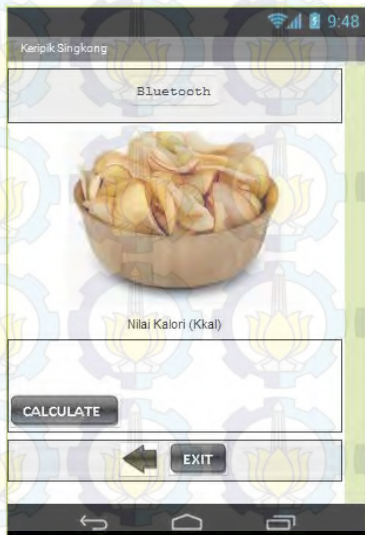 9:48
Keripik Singkong
Bluetooth
Nilai Kalori (Kkal)
CALCULATE
EXIT